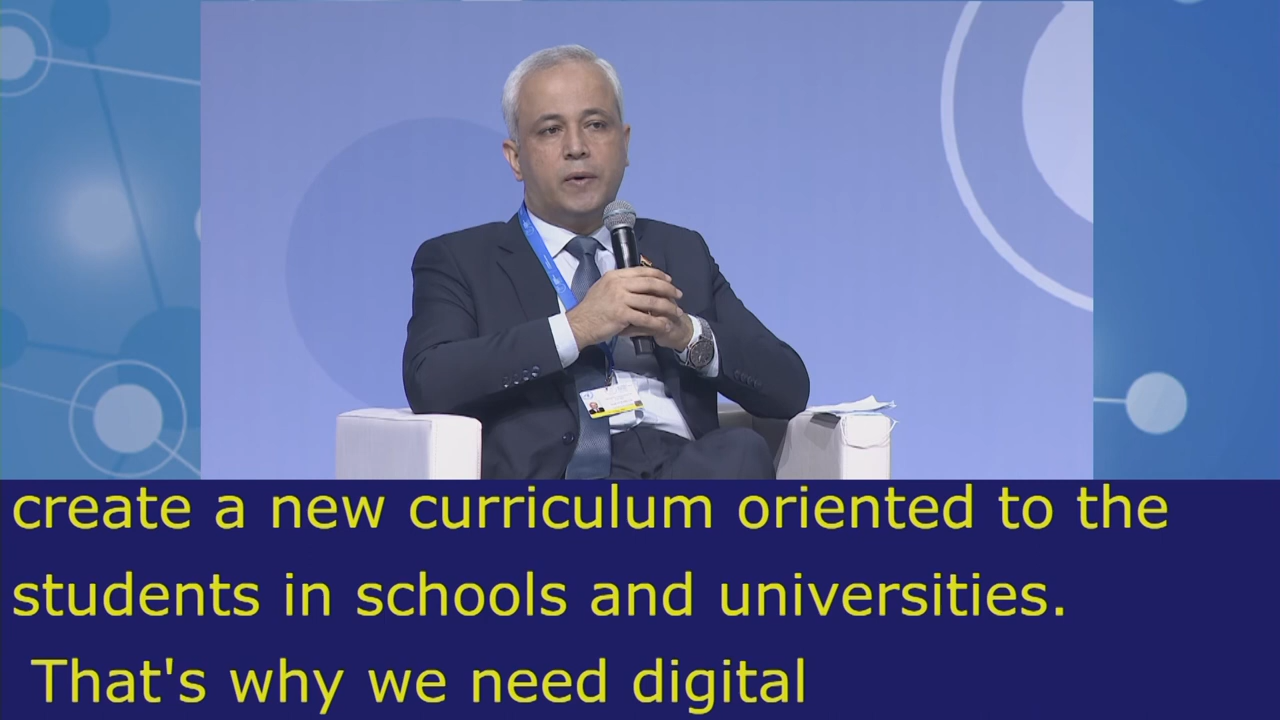 create a new curriculum oriented to the
students in schools and universities.
That's why we need digital